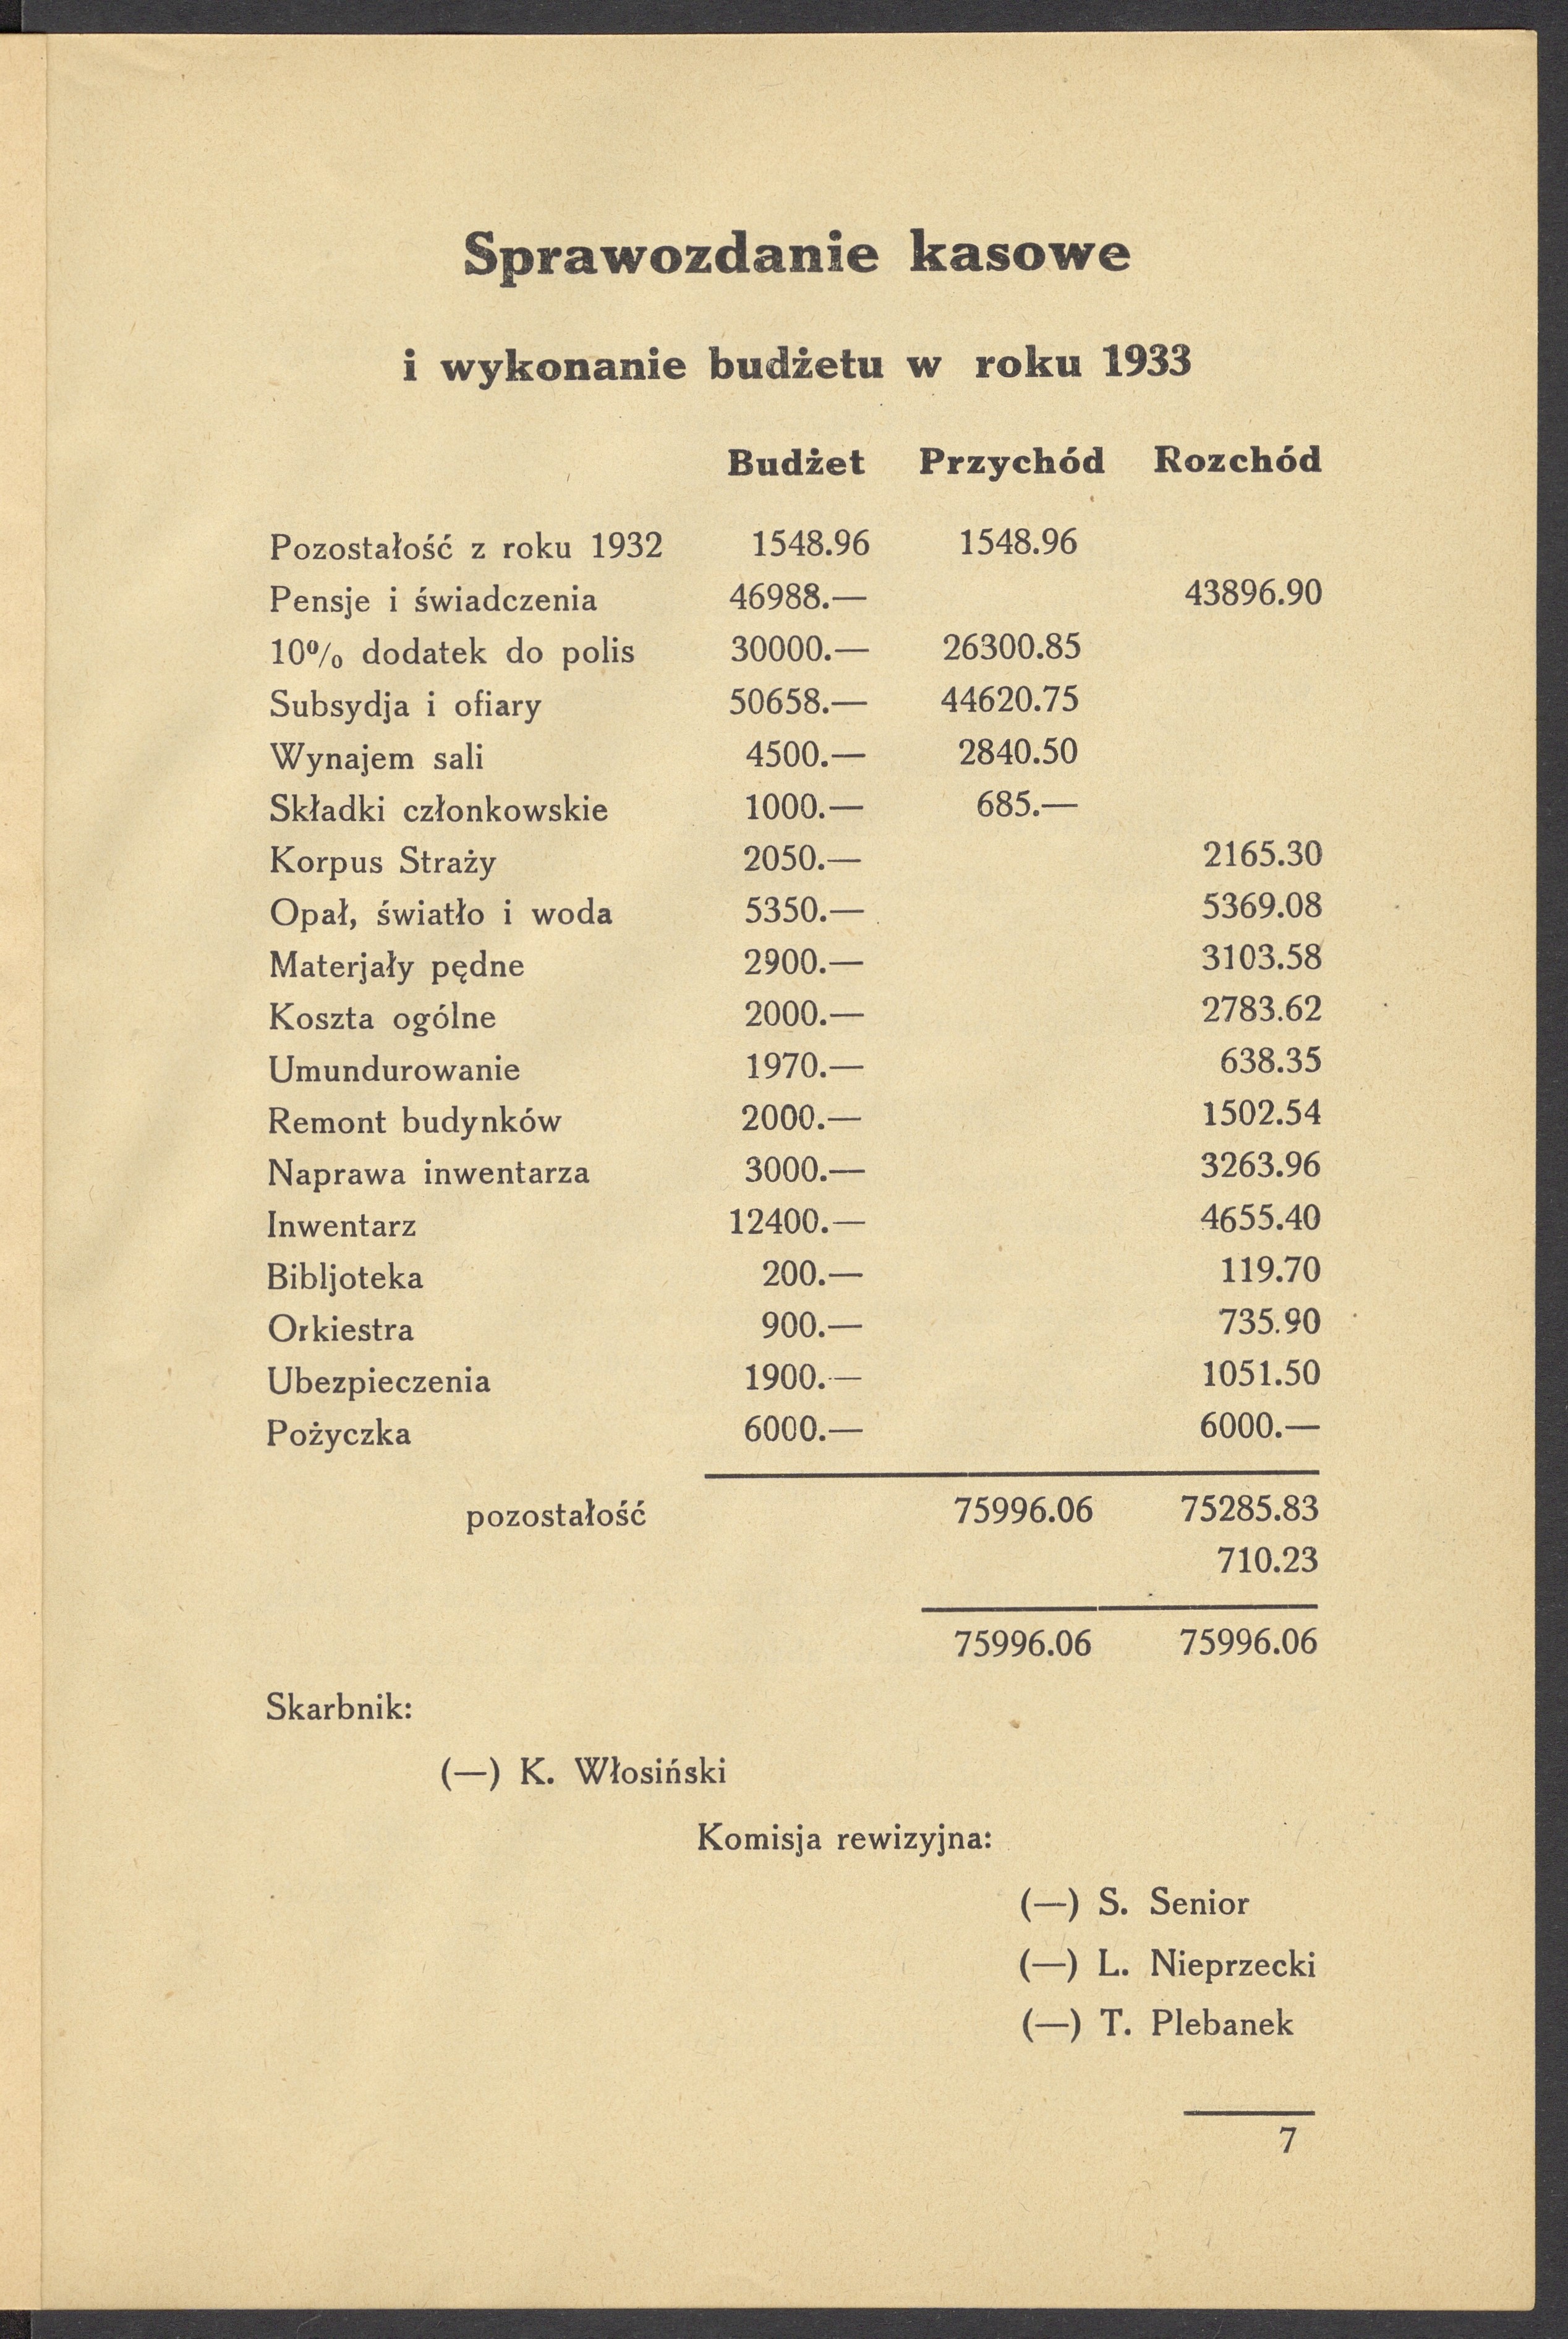 Sprawozdanie kasowe
i wykonanie budżetu w roku 1933
Budżet Przychód Rozchód
Pozostałość z roku 1932 1548.96 1548.96
Pensje i świadczenia 46988.— 43896.90
10% dodatek do polis 30000.— 26300.85
Subsydja i ofiary 50658.— 44620.75
Wynajem sali 4500.— 2840.50
Składki członkowskie 1000.— 685.—
Korpus Straży 2050.— 2165.30
Opał, światło i woda 5350.— 5369.08
Materjały pędne 2900.— 3103.58
Koszta ogólne 2000.— 2783.62
Umundurowanie 1970.— 638.35
Remont budynków 2000.— 1502.54
Naprawa inwentarza 3000.— 3263.96
Inwentarz 12400.— 4655.40
Bibljoteka 200.— 119.70
Orkiestra 900.— 735.90
Ubezpieczenia 1900.— 1051.50
Pożyczka 6000.— 6000.—
pozostałość 75996.06 75285.83
710.23
75996.06 75996.06
Skarbnik:
(—) K. Włosiński
Komisja rewizyjna:
(—) S. Senior
(—) L. Nieprzecki
(—) T. Plebanek
7